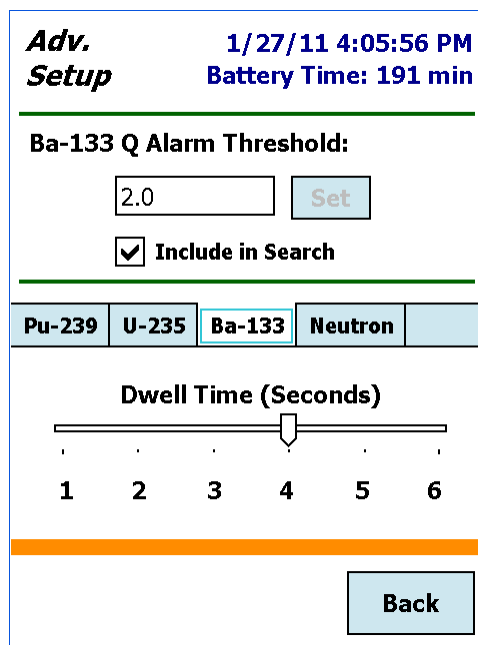 Adv. 1/27/11 4:05:56 PM
Setup Battery Time: 191 min
Ba-133 Q Alarm Threshold:
2.0 Set
Include in Search
Pu-239 U-235 Ba-133 Neutron
Dwell Time (Seconds)
1 2 3 4 5 6
Back